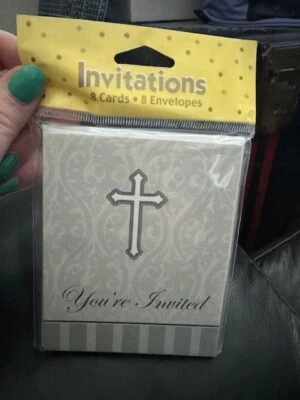 Invitations
8 Cards • 8 Envelopes
You're Invited